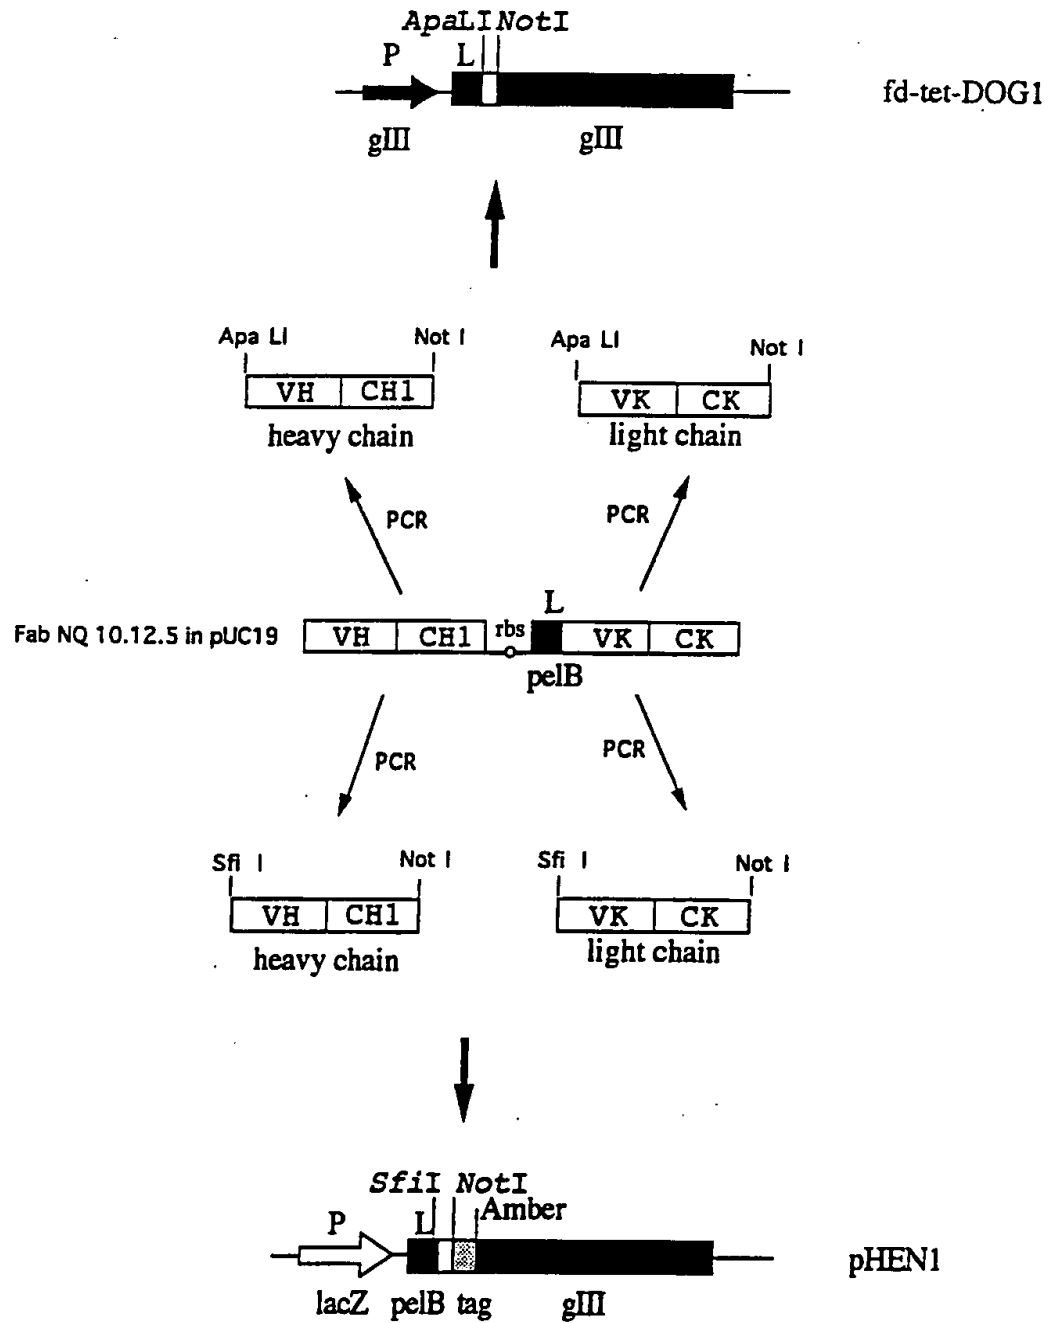 ApaLI NotI
P L
fd-tet-DOG1
gIII gIII
Apa LI Not I Apa LI Not I
VH CH1 VK CK
heavy chain light chain
PCR PCR
L
Fab NQ 10.12.5 in pUC19 VH CH1 rbs VK CK
pelB
PCR PCR
Sfi I Not I Sfi I Not I
VH CH1 VK CK
heavy chain light chain
SfiI NotI
P L Amber
pHEN1
lacZ pelB tag gIII